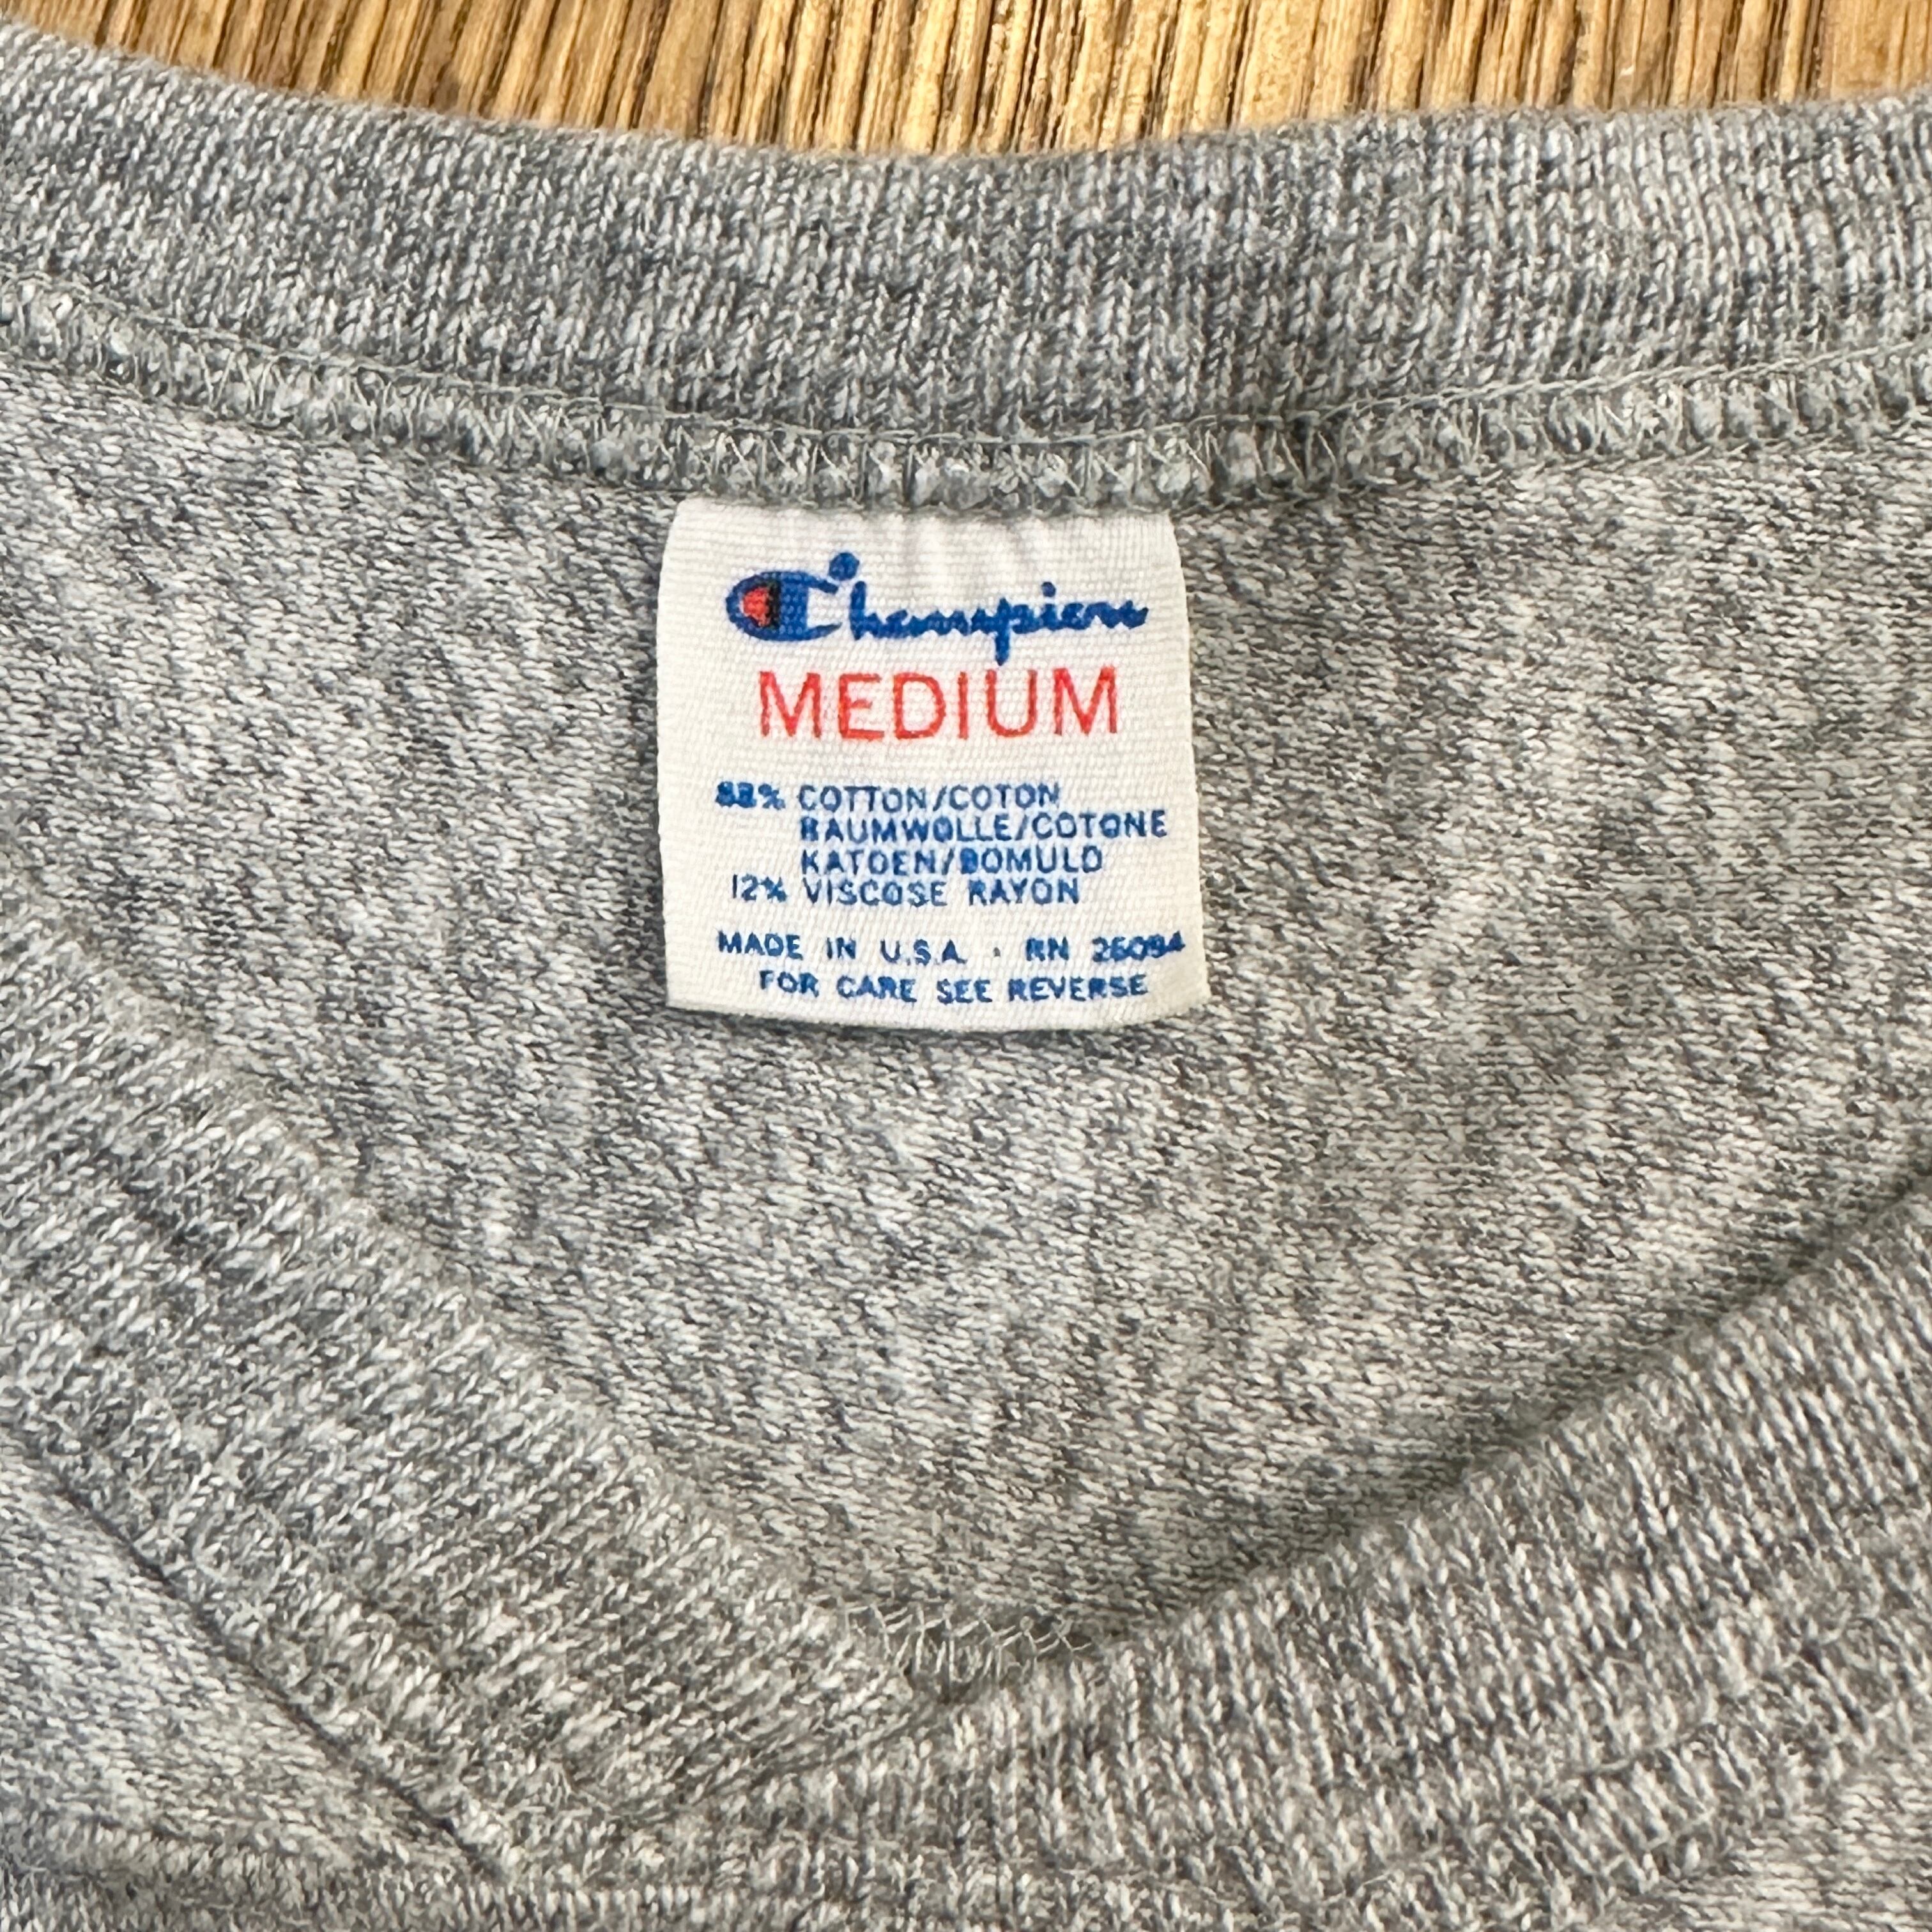 Champion
MEDIUM
88% COTTON/COTON
BAUMWOLLE/COTONE
KATOEN/BOMULD
12% VISCOSE RAYON
MADE IN U.S.A. · RN 26094
FOR CARE SEE REVERSE